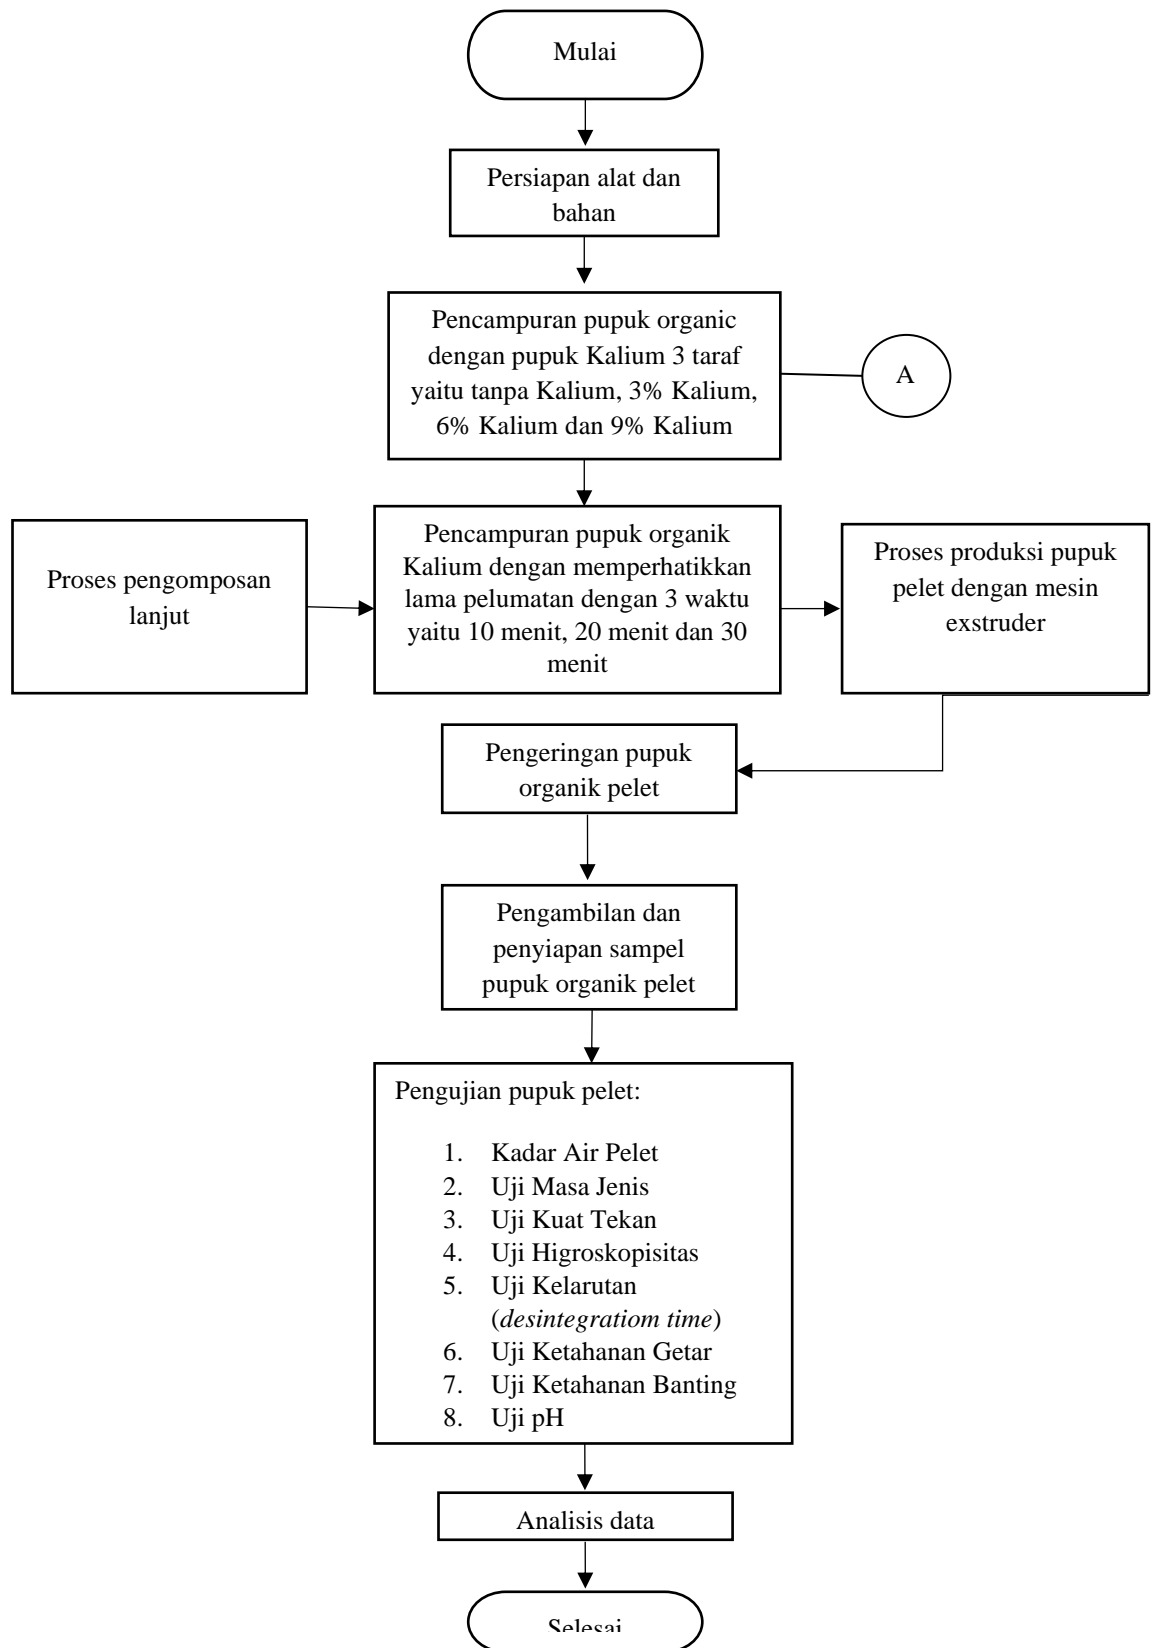 Mulai
Persiapan alat dan
bahan
Pencampuran pupuk organic
dengan pupuk Kalium 3 taraf
yaitu tanpa Kalium, 3% Kalium,
6% Kalium dan 9% Kalium
A
Proses pengomposan
lanjut
Pencampuran pupuk organik
Kalium dengan memperhatikkan
lama pelumatan dengan 3 waktu
yaitu 10 menit, 20 menit dan 30
menit
Proses produksi pupuk
pelet dengan mesin
exstruder
Pengeringan pupuk
organik pelet
Pengambilan dan
penyiapan sampel
pupuk organik pelet
Pengujian pupuk pelet:
1. Kadar Air Pelet
2. Uji Masa Jenis
3. Uji Kuat Tekan
4. Uji Higroskopisitas
5. Uji Kelarutan
(desintegratiom time)
6. Uji Ketahanan Getar
7. Uji Ketahanan Banting
8. Uji pH
Analisis data
Selesai